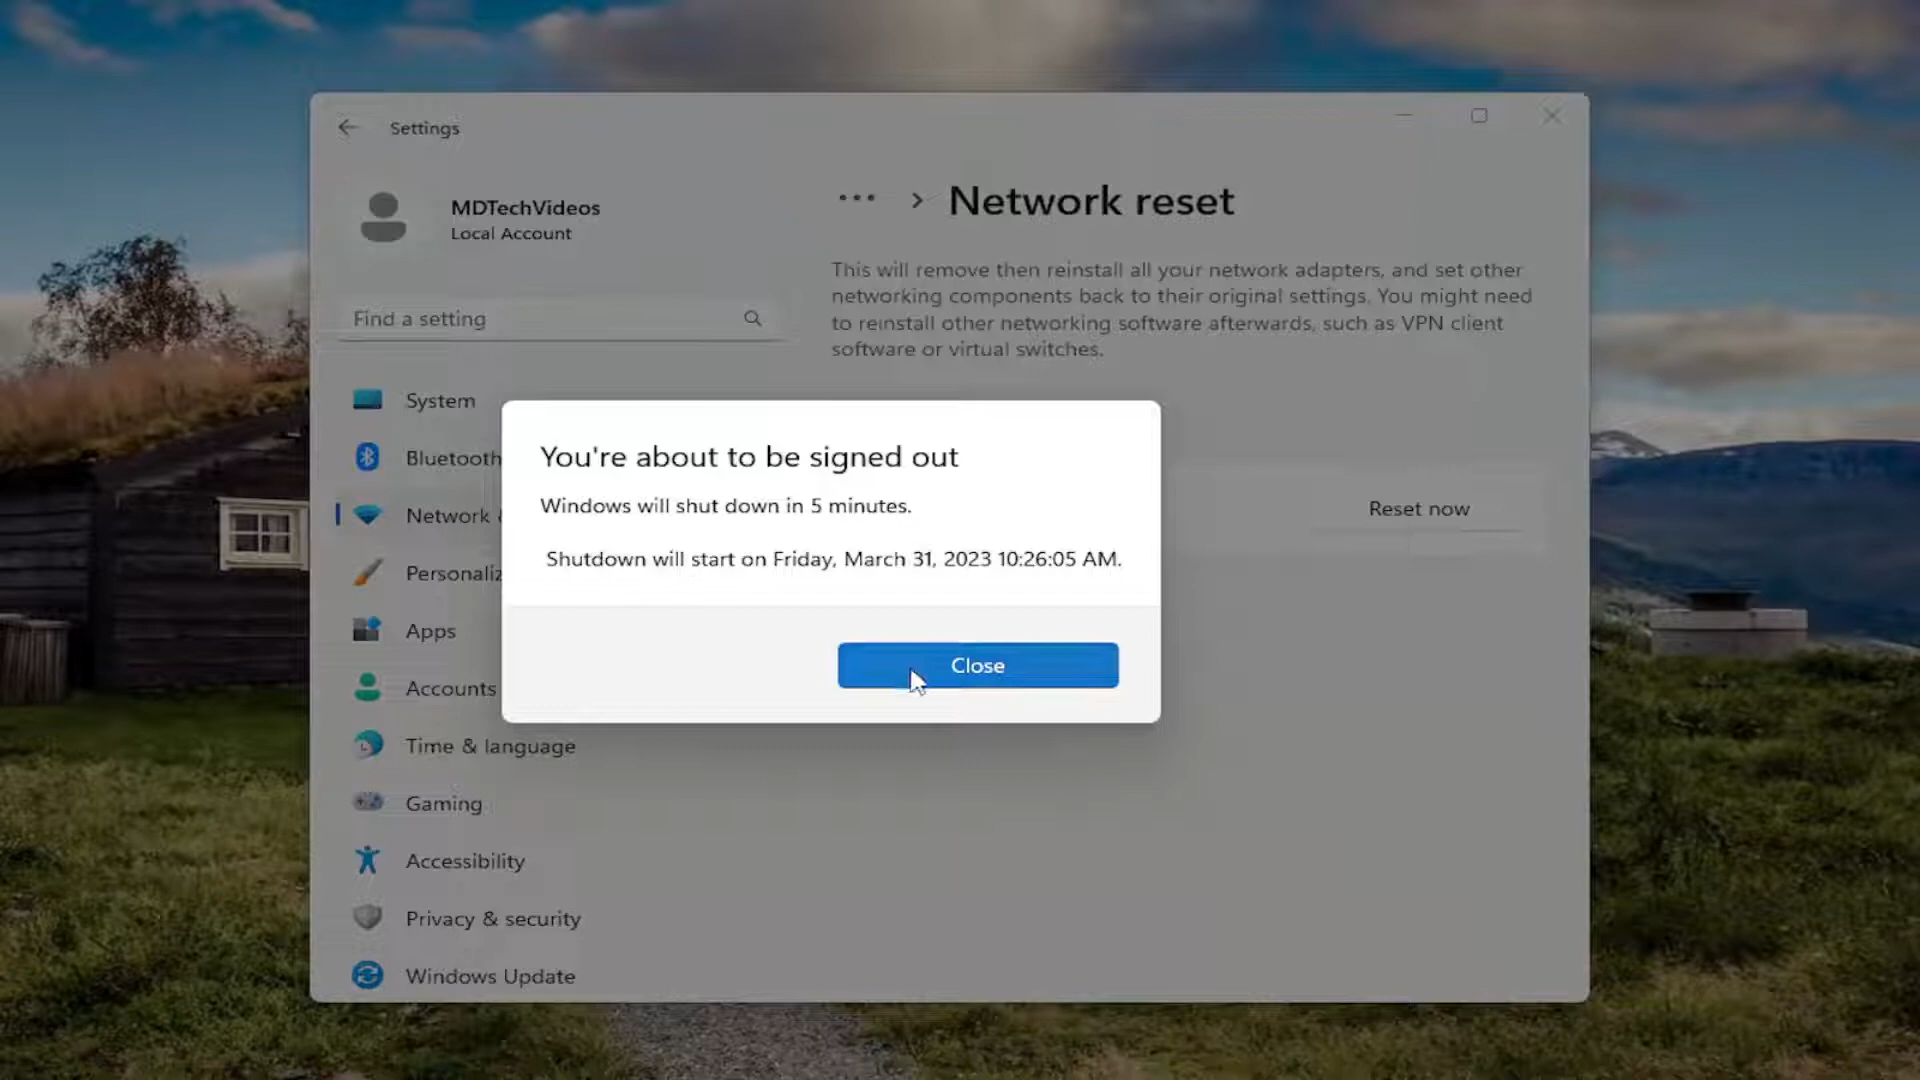 Settings
MDTechVideos
Local Account
Find a setting
System
Bluetooth
Network
Personaliz
Apps
Accounts
Time & language
Gaming
Accessibility
Privacy & security
Windows Update
••• > Network reset
This will remove then reinstall all your network adapters, and set other
networking components back to their original settings. You might need
to reinstall other networking software afterwards, such as VPN client
software or virtual switches.
Reset now
You're about to be signed out
Windows will shut down in 5 minutes.
Shutdown will start on Friday, March 31, 2023 10:26:05 AM.
Close